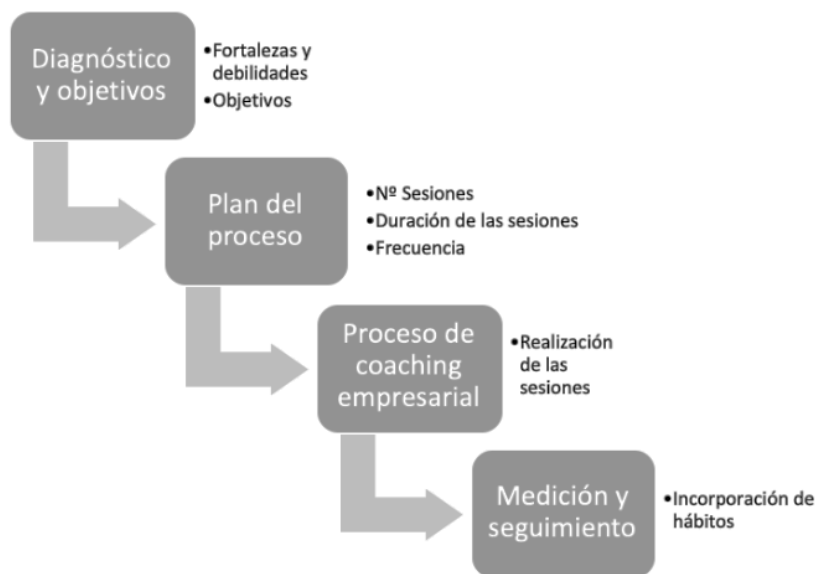 Diagnóstico
y objetivos
•Fortalezas y
debilidades
•Objetivos
Plan del
proceso
•Nº Sesiones
•Duración de las sesiones
•Frecuencia
Proceso de
coaching
empresarial
•Realización
de las
sesiones
Medición y
seguimiento
•Incorporación de
hábitos